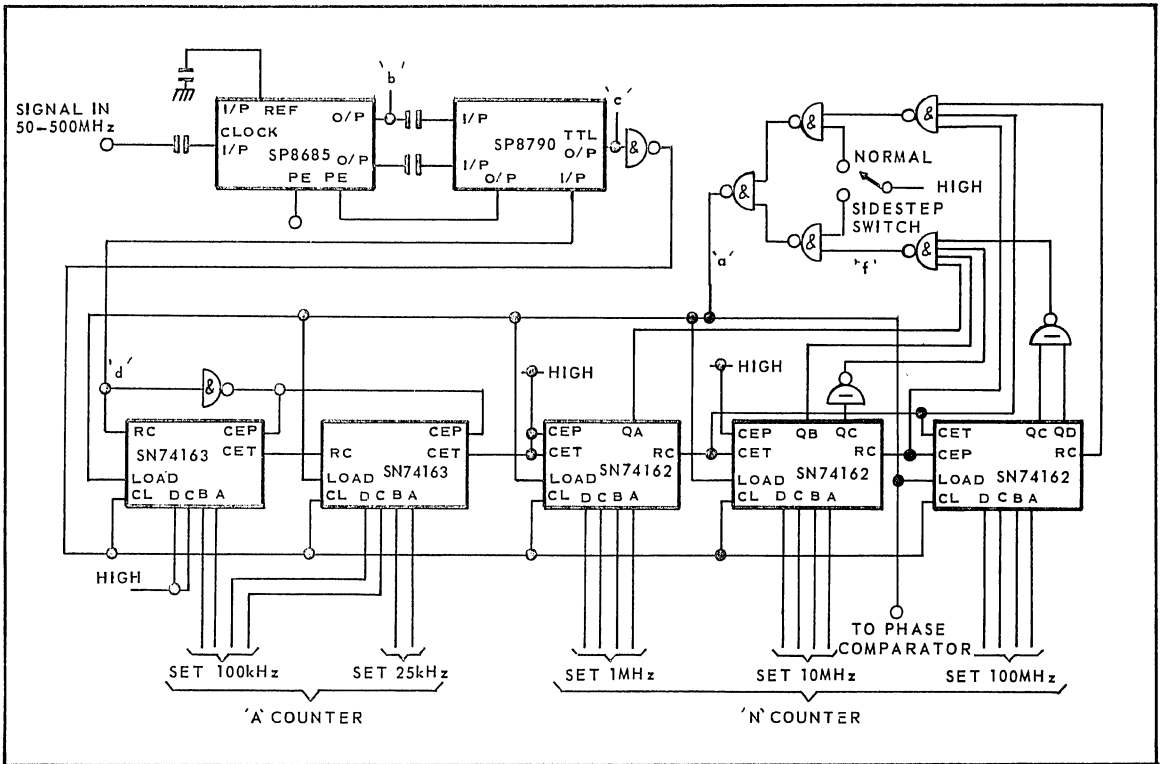 SIGNAL IN
50–500MHz
I/P REF O/P
CLOCK
I/P
SP8685 O/P
PE PE
'b'
I/P
SP8790 TTL
O/P
I/P
O/P I/P
'c'
&
&
&
NORMAL
HIGH
SIDESTEP
SWITCH
&
&
&
'a'
'f'
'd'
&
HIGH
HIGH
RC CEP
SN74163 CET
LOAD
CL D C B A
CEP
RC CET
SN74163
LOAD
CL D C B A
CEP QA
CET RC
SN74162
LOAD
CL D C B A
CEP QB QC
CET RC
SN74162
LOAD
CL D C B A
CET QC QD
CEP RC
SN74162
LOAD
CL D C B A
HIGH
TO PHASE
COMPARATOR
SET 100kHz
SET 25kHz
SET 1MHz
SET 10MHz
SET 100MHz
'A' COUNTER
'N' COUNTER